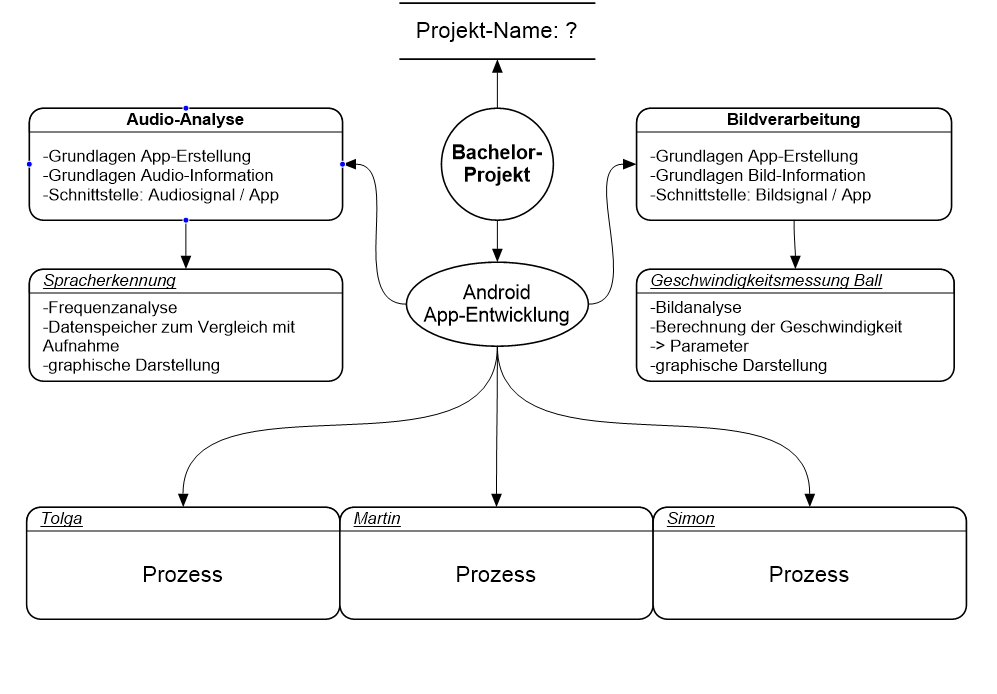 Projekt-Name: ?
Audio-Analyse
-Grundlagen App-Erstellung
-Grundlagen Audio-Information
-Schnittstelle: Audiosignal / App
Bachelor-
Projekt
Bildverarbeitung
-Grundlagen App-Erstellung
-Grundlagen Bild-Information
-Schnittstelle: Bildsignal / App
Spracherkennung
-Frequenzanalyse
-Datenspeicher zum Vergleich mit
Aufnahme
-graphische Darstellung
Android
App-Entwicklung
Geschwindigkeitsmessung Ball
-Bildanalyse
-Berechnung der Geschwindigkeit
-> Parameter
-graphische Darstellung
Tolga
Prozess
Martin
Prozess
Simon
Prozess